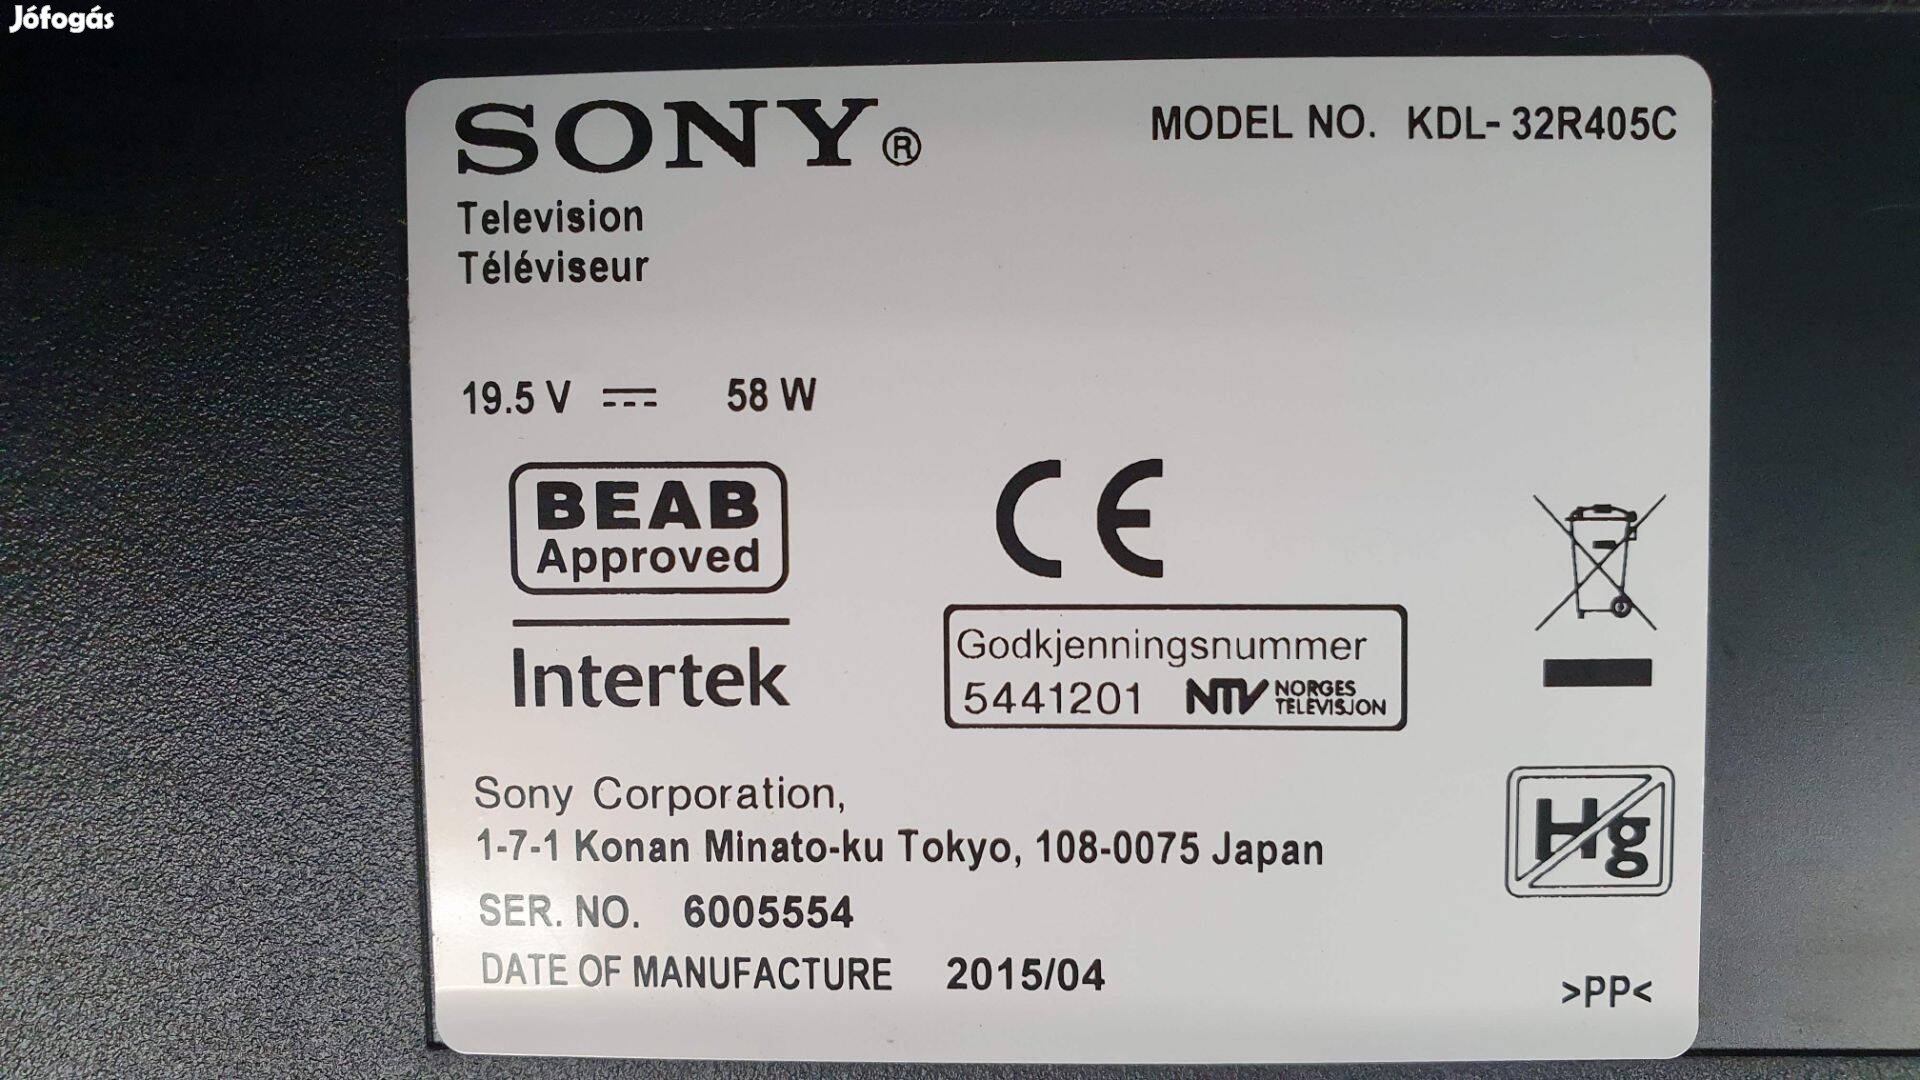 Jófogás
SONY®
MODEL NO. KDL- 32R405C
Television
Téléviseur
19.5 V 58 W
BEAB
Approved
Intertek
CE
Godkjenningsnummer
5441201 NTV NORGES
TELEVISJON
Hg
Sony Corporation,
1-7-1 Konan Minato-ku Tokyo, 108-0075 Japan
SER. NO. 6005554
DATE OF MANUFACTURE 2015/04
>PP<